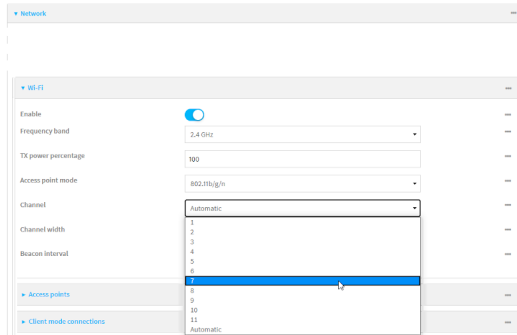 Network
Wi-Fi
Enable
Frequency band
2.4 GHz
TX power percentage
100
Access point mode
802.11b/g/n
Channel
Automatic
1
2
3
4
5
6
7
8
9
10
11
Automatic
Channel width
Beacon interval
Access points
Client mode connections